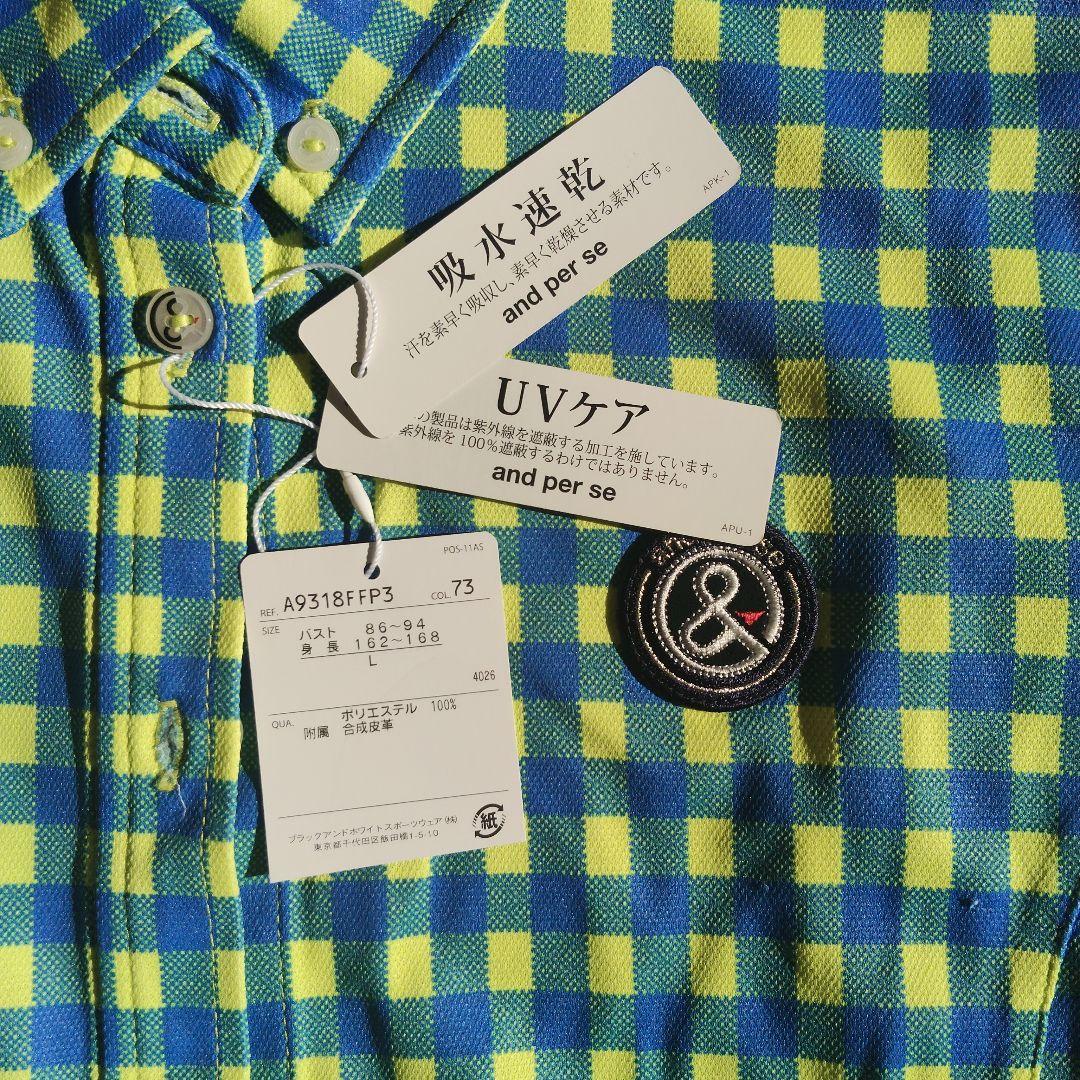 吸水速乾
汗を素早く吸収し、素早く乾燥させる素材です。
and per se
APK-1
UVケア
の製品は紫外線を遮蔽する加工を施しています。
紫外線を100%遮蔽するわけではありません。
and per se
APU-1
POS-11AS
REF. A9318FFP3 COL. 73
SIZE
バスト 86~94
身長 162~168
L
4026
QUA. ポリエステル 100%
附属 合成皮革
ブラックアンドホワイトスポーツウェア(株)
東京都千代田区飯田橋1-5-10
紙
&